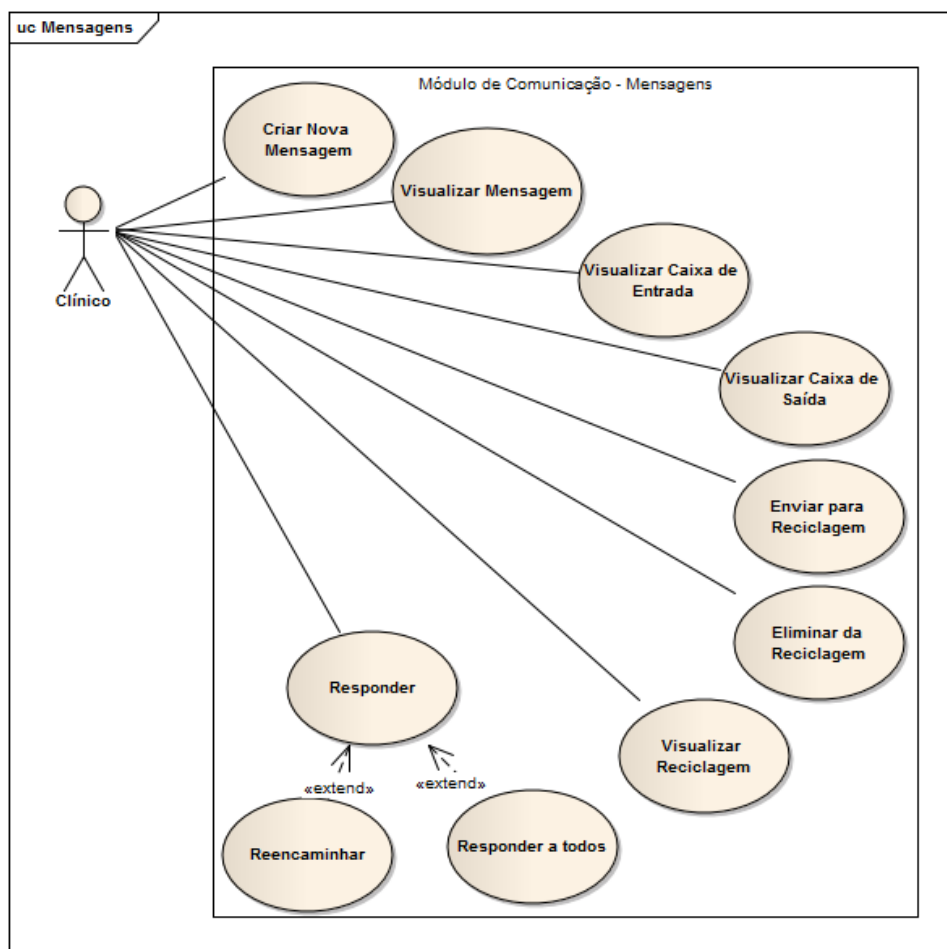 uc Mensagens
Módulo de Comunicação - Mensagens
Criar Nova
Mensagem
Visualizar Mensagem
Visualizar Caixa de
Entrada
Clínico
Visualizar Caixa de
Saída
Enviar para
Reciclagem
Eliminar da
Reciclagem
Responder
Visualizar
Reciclagem
«extend»
«extend»
Reencaminhar
Responder a todos